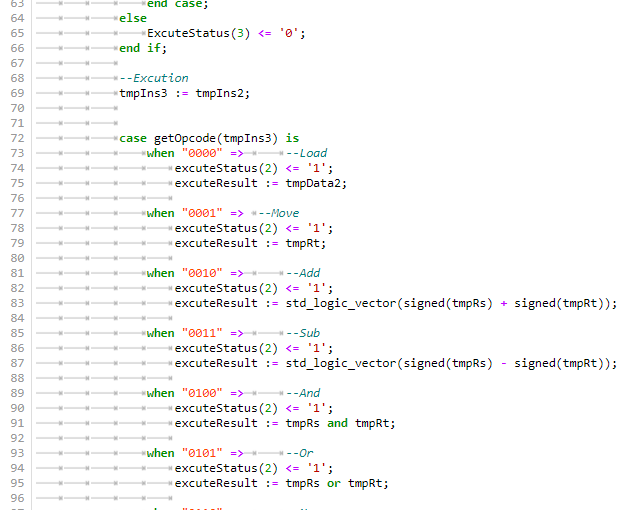 63 end case;
64 else
65 ExcuteStatus(3) <= '0';
66 end if;
67
68 --Excution
69 tmpIns3 := tmpIns2;
70
71
72 case getOpcode(tmpIns3) is
73 when "0000" => --Load
74 excuteStatus(2) <= '1';
75 excuteResult := tmpData2;
76
77 when "0001" => --Move
78 excuteStatus(2) <= '1';
79 excuteResult := tmpRt;
80
81 when "0010" => --Add
82 excuteStatus(2) <= '1';
83 excuteResult := std_logic_vector(signed(tmpRs) + signed(tmpRt));
84
85 when "0011" => --Sub
86 excuteStatus(2) <= '1';
87 excuteResult := std_logic_vector(signed(tmpRs) - signed(tmpRt));
88
89 when "0100" => --And
90 excuteStatus(2) <= '1';
91 excuteResult := tmpRs and tmpRt;
92
93 when "0101" => --Or
94 excuteStatus(2) <= '1';
95 excuteResult := tmpRs or tmpRt;
96